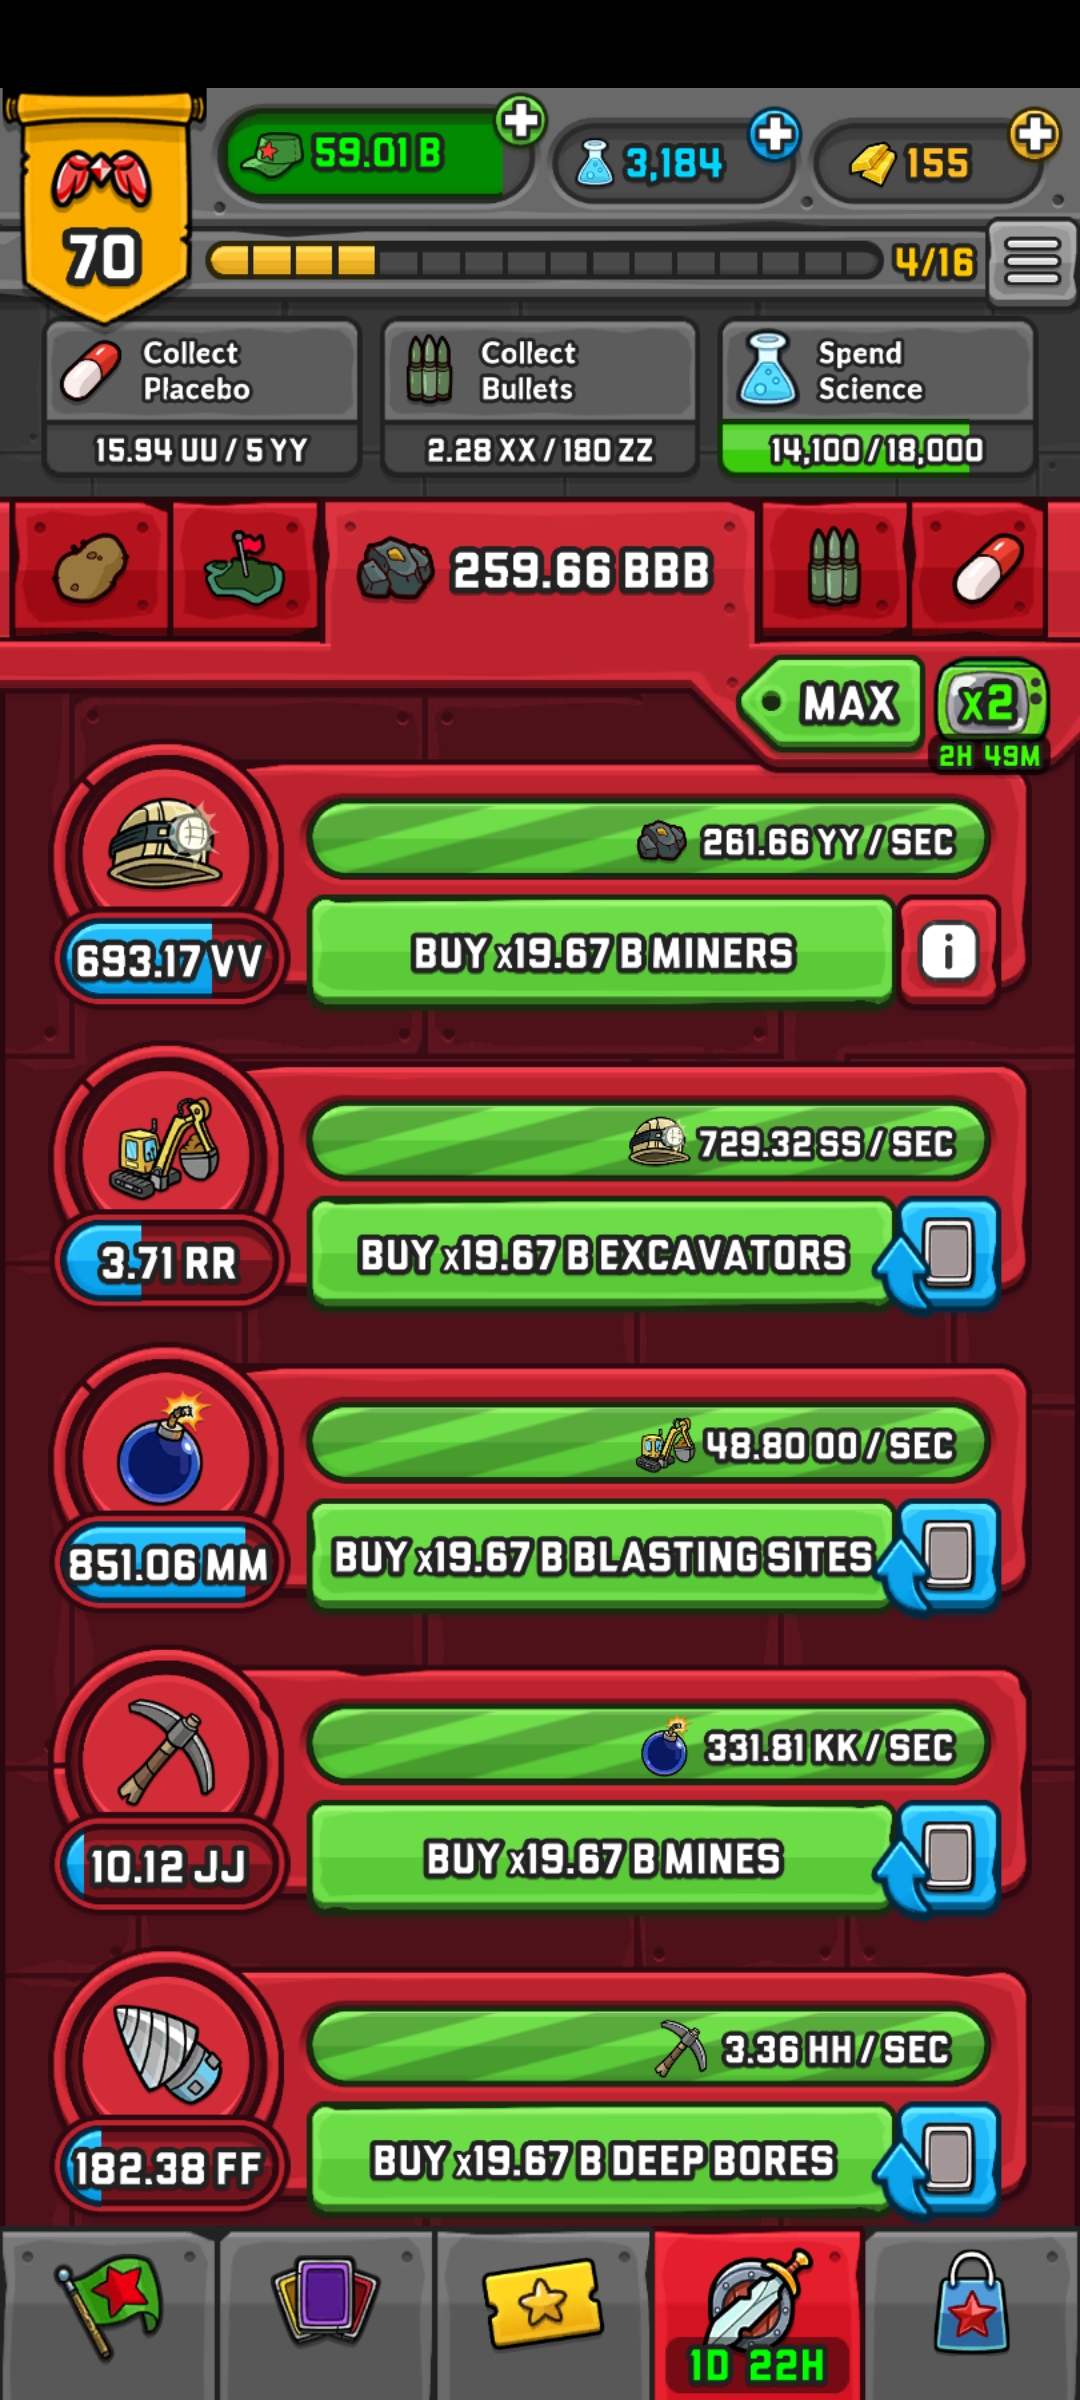 59.01 B
3,184
155
70
4/16
Collect
Placebo
15.94 UU / 5 YY
Collect
Bullets
2.28 XX / 180 ZZ
Spend
Science
14,100 / 18,000
259.66 BBB
MAX
x2
2H 49M
261.66 YY / SEC
693.17 VV
BUY x19.67 B MINERS
i
729.32 SS / SEC
3.71 RR
BUY x19.67 B EXCAVATORS
48.80 OO / SEC
851.06 MM
BUY x19.67 B BLASTING SITES
331.81 KK / SEC
10.12 JJ
BUY x19.67 B MINES
3.36 HH / SEC
182.38 FF
BUY x19.67 B DEEP BORES
1D 22H